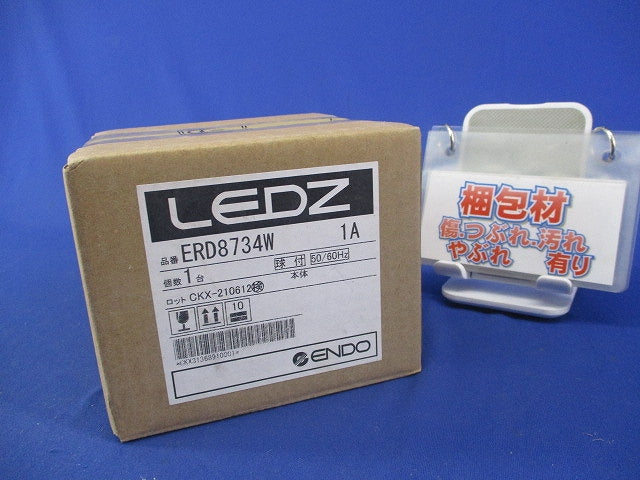 LEDZ
品番 ERD8734W 1A
個数 1台 球付 50/60Hz
本体
ロット CKX-210612 検
10
ENDO
梱包材
傷・つぶれ・汚れ
やぶれ 有り